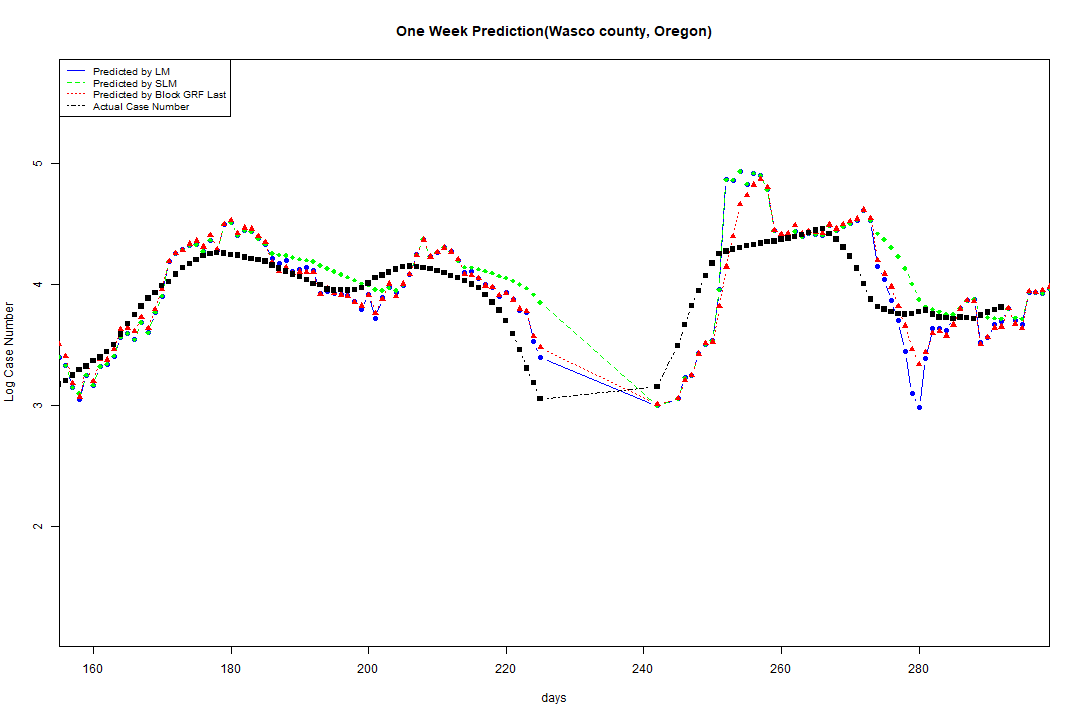 One Week Prediction(Wasco county, Oregon)
Predicted by LM
Predicted by SLM
Predicted by Block GRF Last
Actual Case Number
5
4
3
2
Log Case Number
160 180 200 220 240 260 280
days